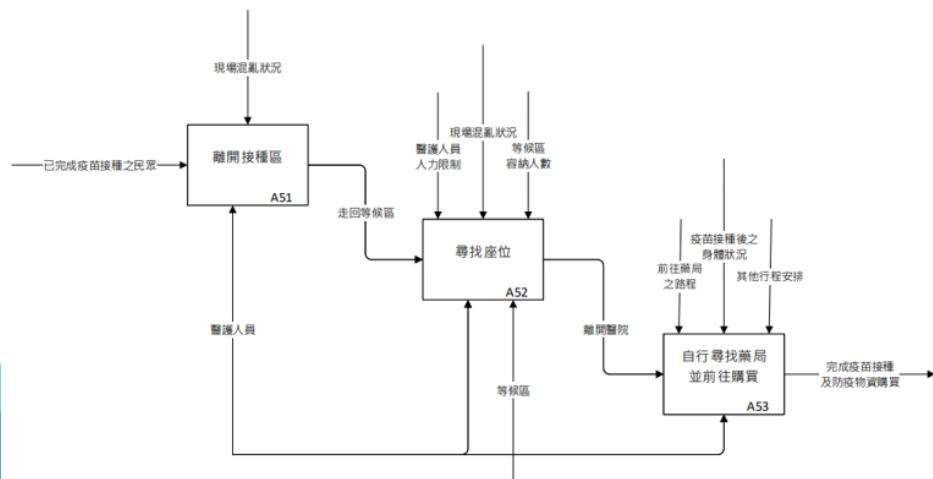 現場混亂狀況
已完成疫苗接種之民眾
離開接種區
A51
走回等候區
醫護人員
人力限制
現場混亂狀況
等候區
容納人數
尋找座位
A52
醫護人員
等候區
離開醫院
前往藥局
之路程
疫苗接種後之
身體狀況
其他行程安排
自行尋找藥局
並前往購買
A53
完成疫苗接種
及防疫物資購買